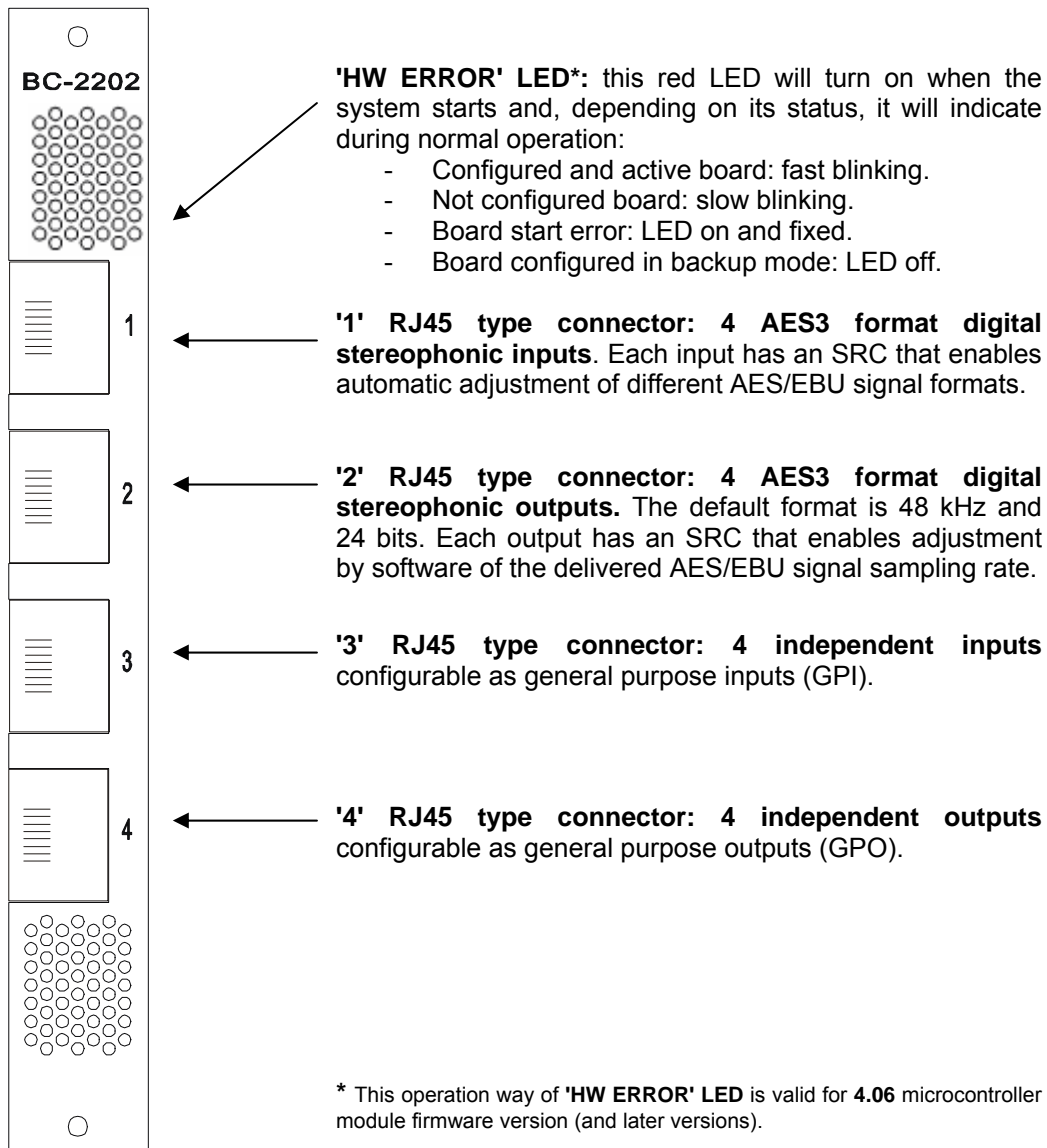 BC-2202
'HW ERROR' LED*: this red LED will turn on when the
system starts and, depending on its status, it will indicate
during normal operation:
- Configured and active board: fast blinking.
- Not configured board: slow blinking.
- Board start error: LED on and fixed.
- Board configured in backup mode: LED off.
1
'1' RJ45 type connector: 4 AES3 format digital
stereophonic inputs. Each input has an SRC that enables
automatic adjustment of different AES/EBU signal formats.
2
'2' RJ45 type connector: 4 AES3 format digital
stereophonic outputs. The default format is 48 kHz and
24 bits. Each output has an SRC that enables adjustment
by software of the delivered AES/EBU signal sampling rate.
3
'3' RJ45 type connector: 4 independent inputs
configurable as general purpose inputs (GPI).
4
'4' RJ45 type connector: 4 independent outputs
configurable as general purpose outputs (GPO).
* This operation way of 'HW ERROR' LED is valid for 4.06 microcontroller
module firmware version (and later versions).